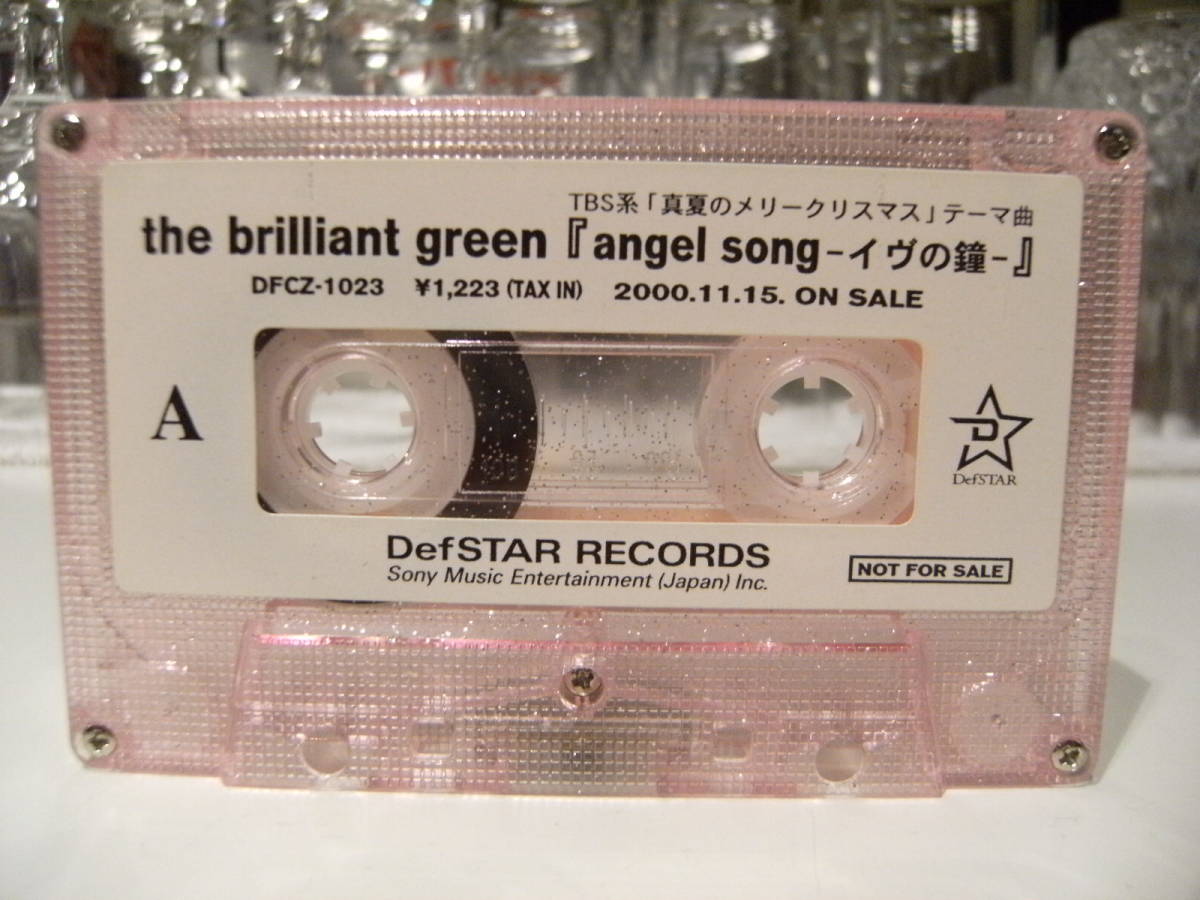 TBS系「真夏のメリークリスマス」テーマ曲
the brilliant green『angel song-イヴの鐘-』
DFCZ-1023 ¥1,223 (TAX IN) 2000.11.15. ON SALE
A
D
DefSTAR
DefSTAR RECORDS
Sony Music Entertainment (Japan) Inc.
NOT FOR SALE